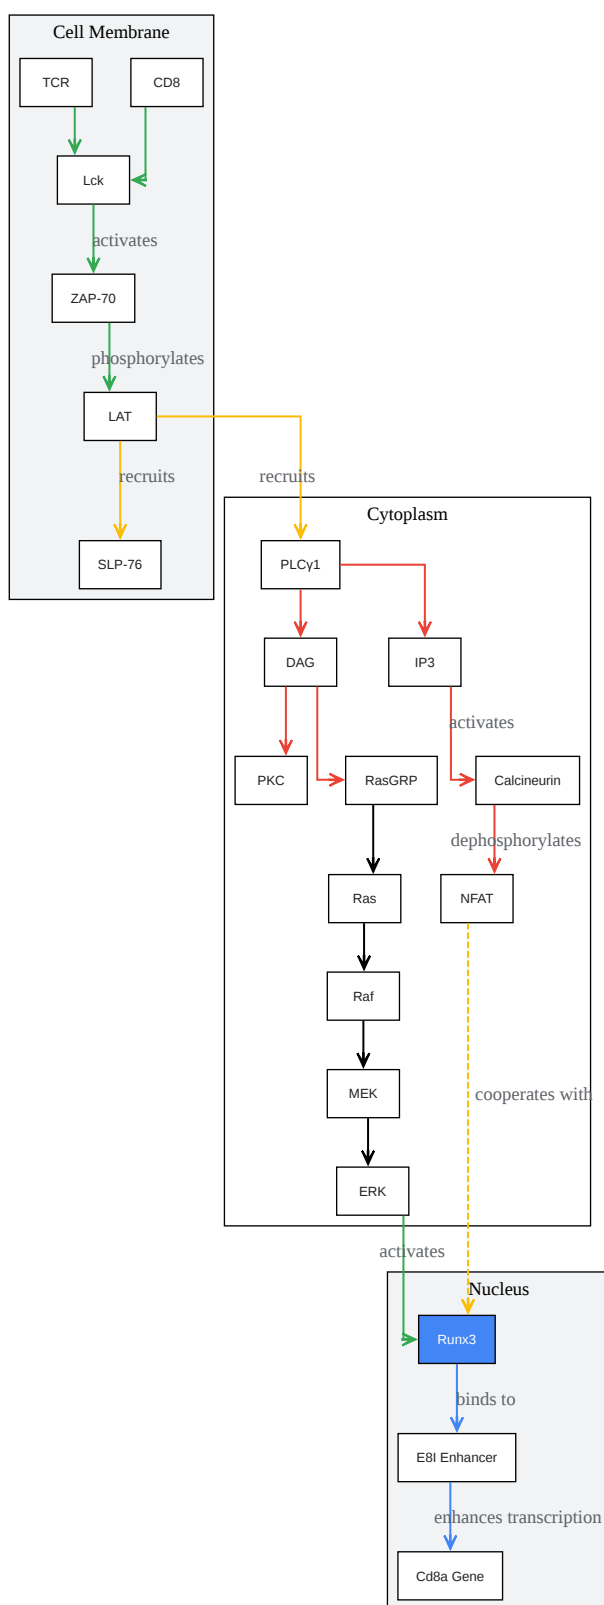 Cell Membrane
TCR
CD8
Lck
activates
ZAP-70
phosphorylates
LAT
recruits
recruits
SLP-76
Cytoplasm
PLCγ1
DAG
IP3
activates
PKC
RasGRP
Calcineurin
dephosphorylates
Ras
NFAT
Raf
MEK
cooperates with
ERK
activates
Nucleus
Runx3
binds to
E8I Enhancer
enhances transcription
Cd8a Gene